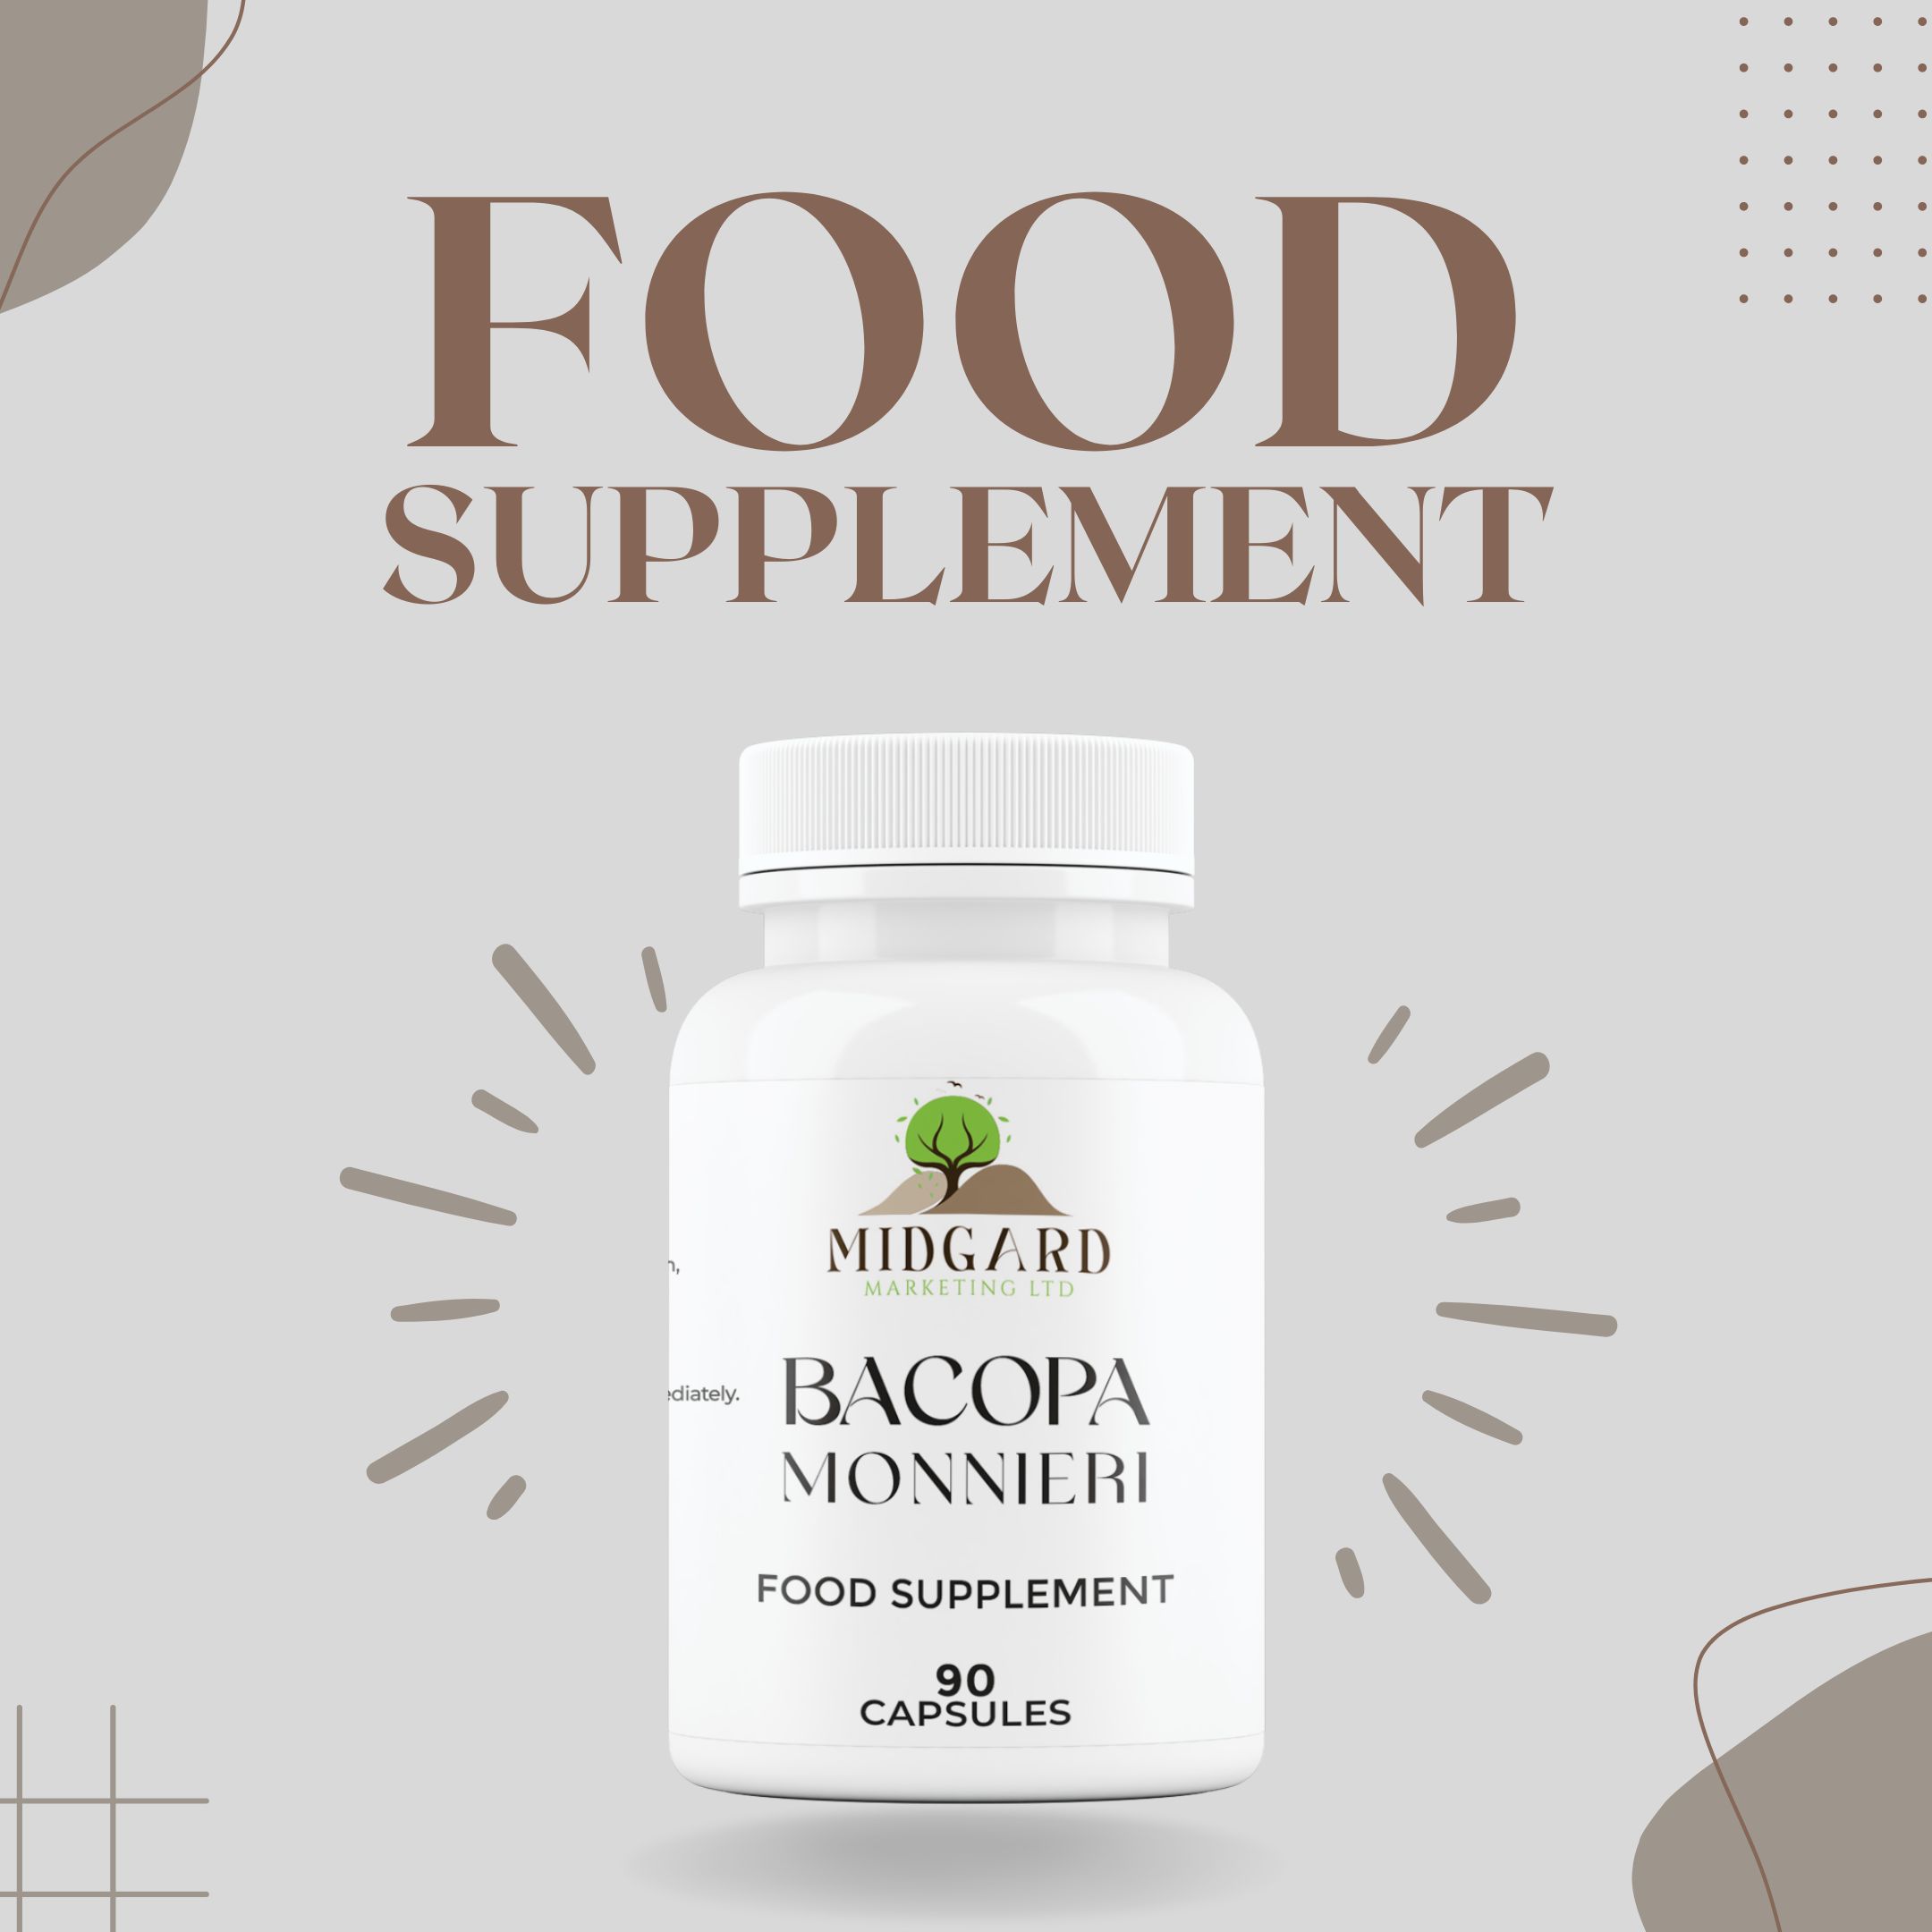 FOOD
SUPPLEMENT
MIDGARD
MARKETING LTD
BACOPA
MONNIERI
FOOD SUPPLEMENT
90
CAPSULES